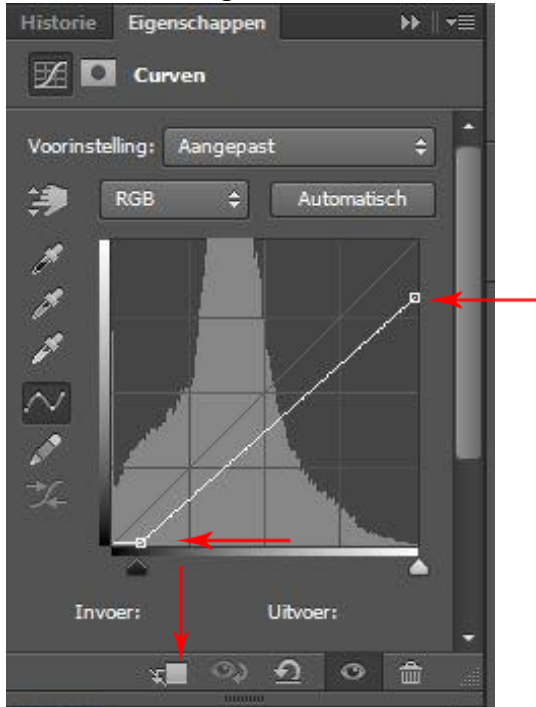 Historie Eigenschappen
Curven
Voorinstelling: Aangepast
RGB Automatisch
Invoer: Uitvoer: